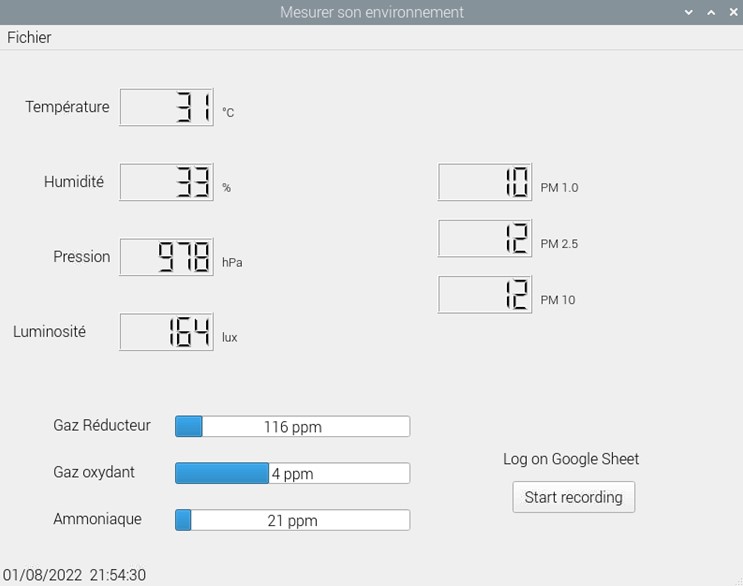 Mesurer son environnement
Fichier
Température 31 °C
Humidité 33 %
10 PM 1.0
12 PM 2.5
Pression 978 hPa
12 PM 10
Luminosité 164 lux
Gaz Réducteur 116 ppm
Gaz oxydant 4 ppm
Log on Google Sheet
Start recording
Ammoniaque 21 ppm
01/08/2022 21:54:30